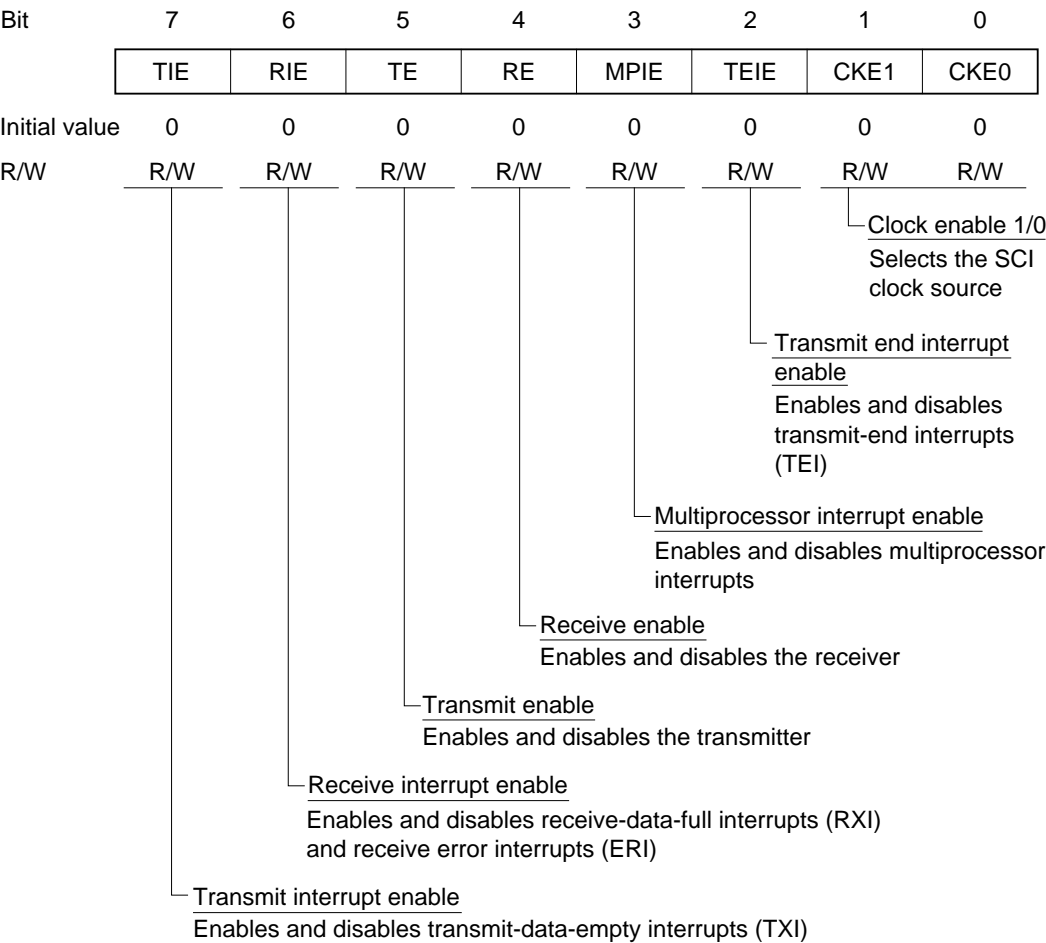 Bit 7 6 5 4 3 2 1 0
TIE RIE TE RE MPIE TEIE CKE1 CKE0
Initial value 0 0 0 0 0 0 0 0
R/W R/W R/W R/W R/W R/W R/W R/W R/W
Clock enable 1/0
Selects the SCI
clock source
Transmit end interrupt
enable
Enables and disables
transmit-end interrupts
(TEI)
Multiprocessor interrupt enable
Enables and disables multiprocessor
interrupts
Receive enable
Enables and disables the receiver
Transmit enable
Enables and disables the transmitter
Receive interrupt enable
Enables and disables receive-data-full interrupts (RXI)
and receive error interrupts (ERI)
Transmit interrupt enable
Enables and disables transmit-data-empty interrupts (TXI)